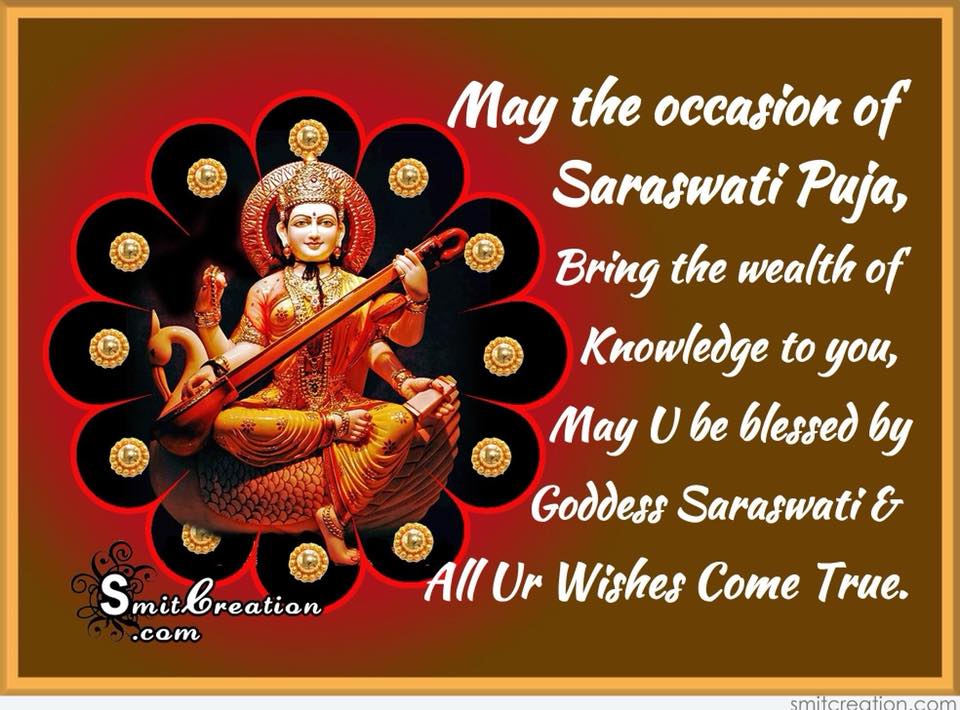 May the occasion of
Saraswati Puja,
Bring the wealth of
Knowledge to you,
May U be blessed by
Goddess Saraswati &
All Ur Wishes Come True.
SmitCreation
.com
smitcreation.com